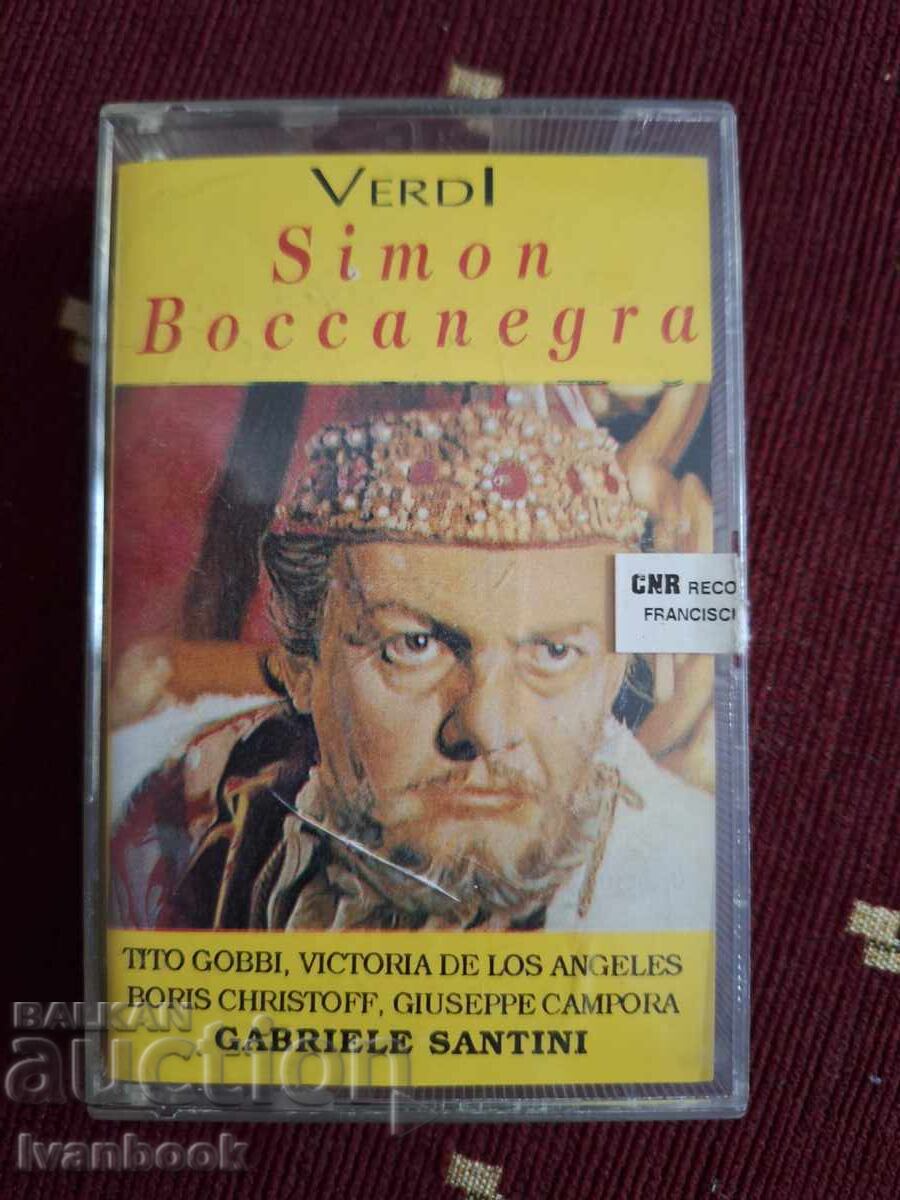 VERDI
Simon
Boccanegra
CNR RECO
FRANCISC
TITO GOBBI, VICTORIA DE LOS ANGELES
BORIS CHRISTOFF, GIUSEPPE CAMPORA
GABRIELE SANTINI
BALKAN
auction
Ivanbook